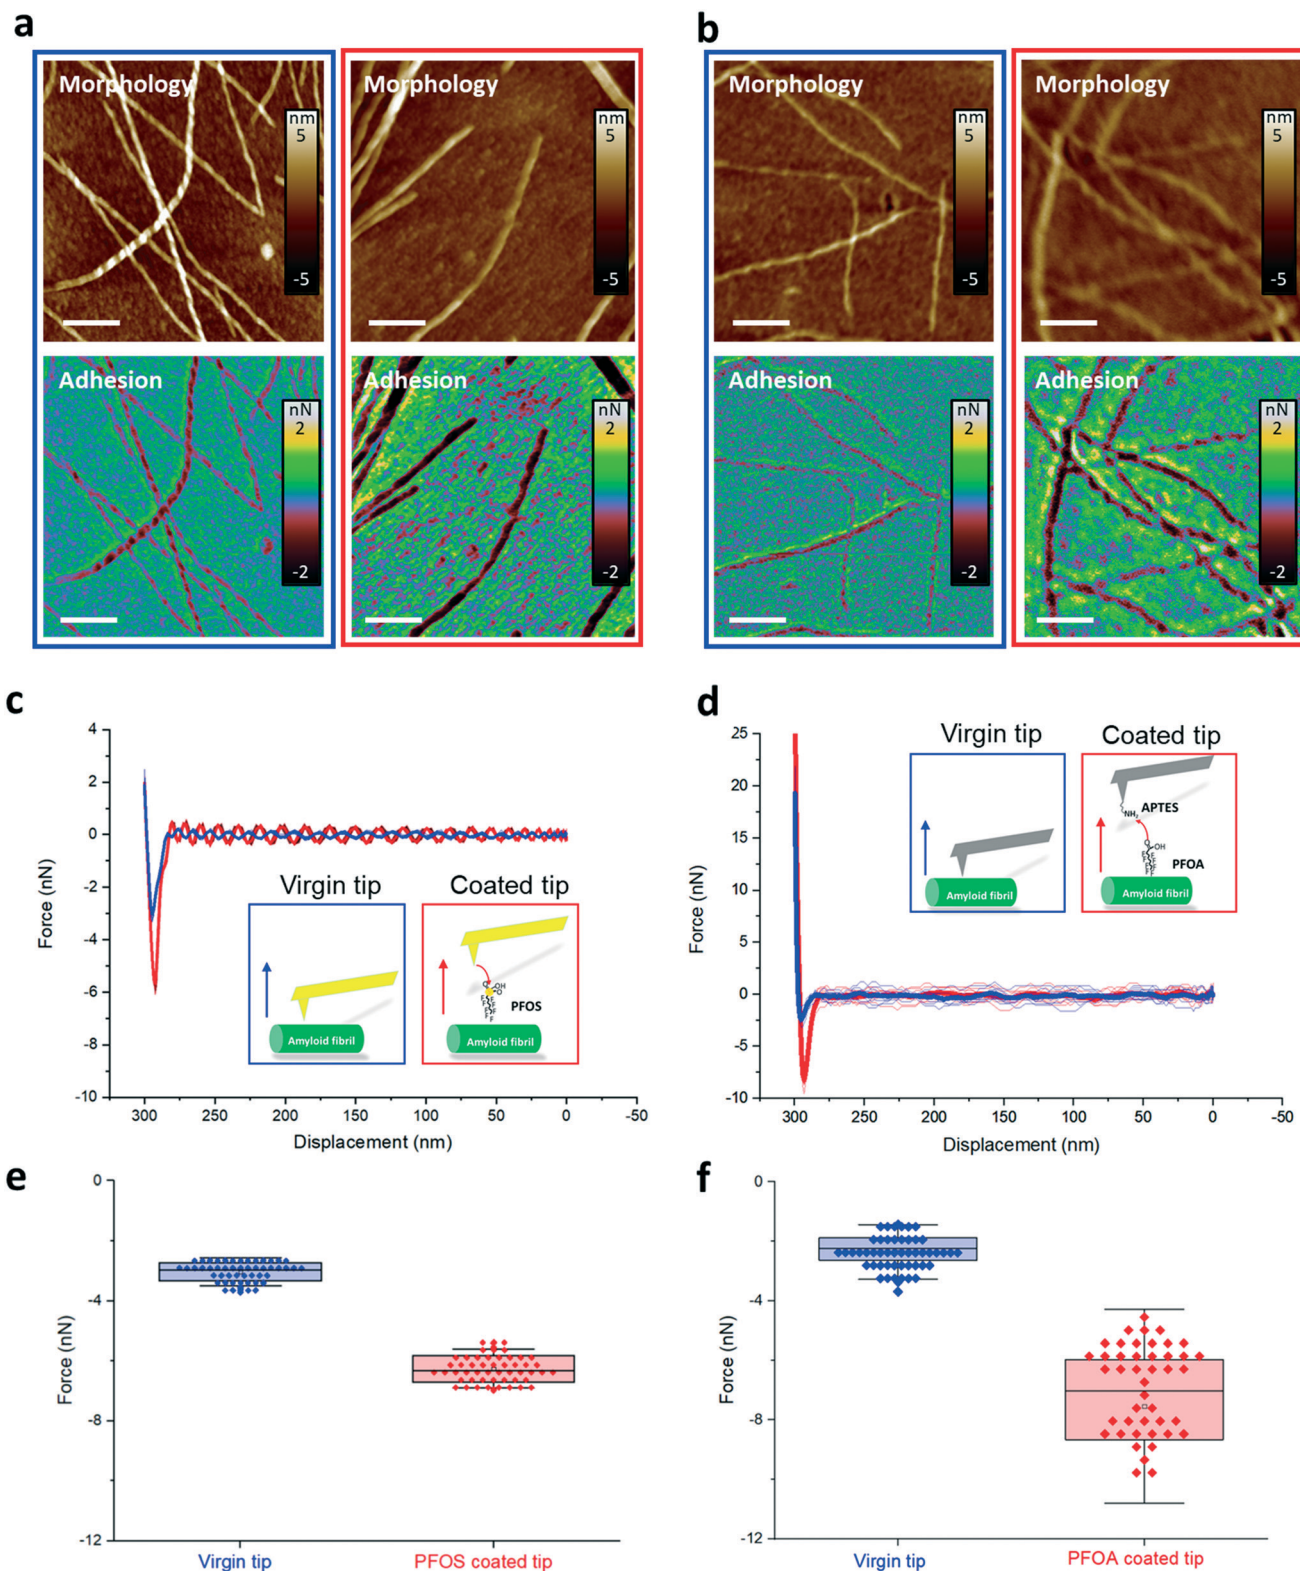 a
b
Morphology
nm
5
-5
Morphology
nm
5
-5
Morphology
nm
5
-5
Morphology
nm
5
-5
Adhesion
nN
2
-2
Adhesion
nN
2
-2
Adhesion
nN
2
-2
Adhesion
nN
2
-2
c
4
2
0
-2
-4
-6
-8
-10
Force (nN)
300 250 200 150 100 50 0 -50
Displacement (nm)
Virgin tip
Coated tip
Amyloid fibril
O
OH
O
F
F
F
F
F
F
PFOS
Amyloid fibril
d
25
20
15
10
5
0
-5
-10
Force (nN)
300 250 200 150 100 50 0 -50
Displacement (nm)
Virgin tip
Coated tip
Amyloid fibril
APTES
NH2
O
OH
F
F
F
F
F
F
PFOA
Amyloid fibril
e
0
-4
-8
-12
Force (nN)
Virgin tip
PFOS coated tip
f
0
-4
-8
-12
Force (nN)
Virgin tip
PFOA coated tip